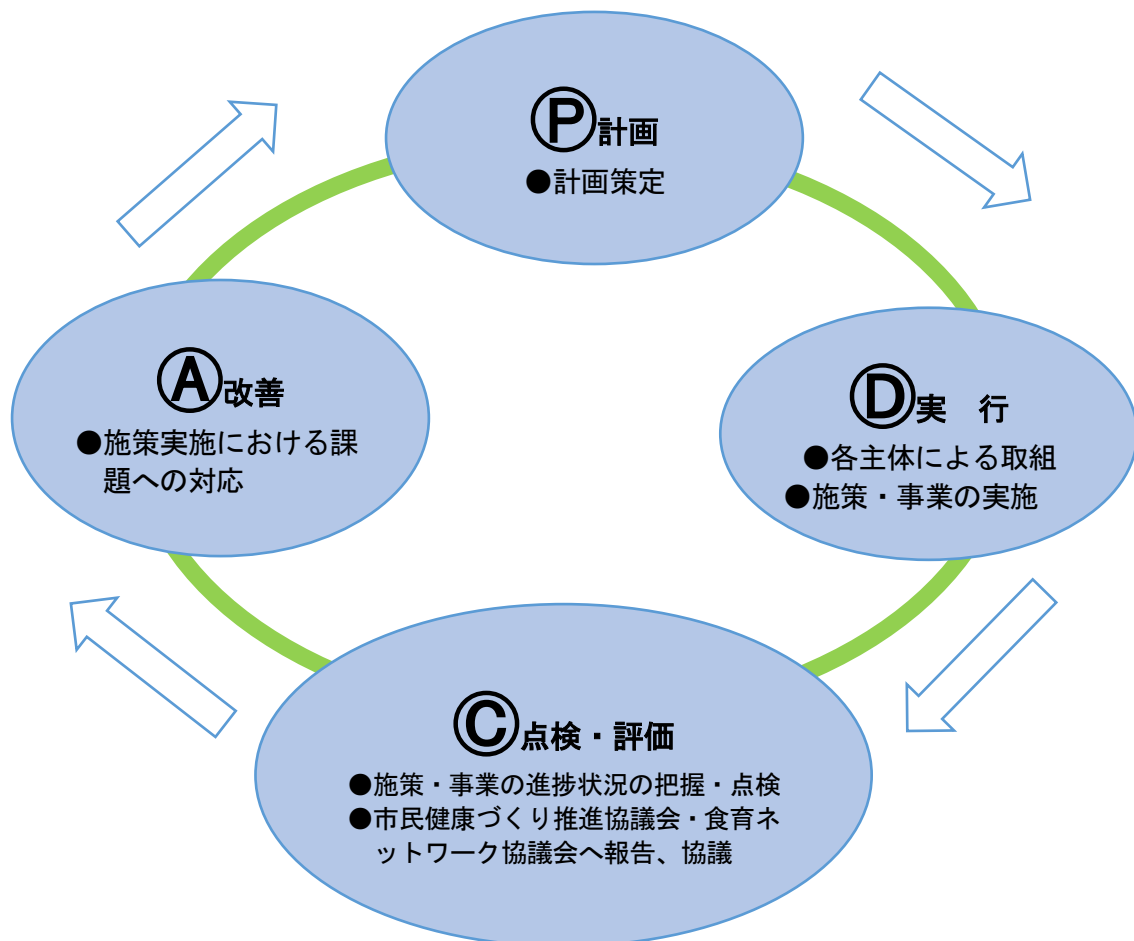 Ⓟ計画
●計画策定
Ⓓ実　行
●各主体による取組
●施策・事業の実施
Ⓒ点検・評価
●施策・事業の進捗状況の把握・点検
●市民健康づくり推進協議会・食育ネ
ットワーク協議会へ報告、協議
Ⓐ改善
●施策実施における課
題への対応